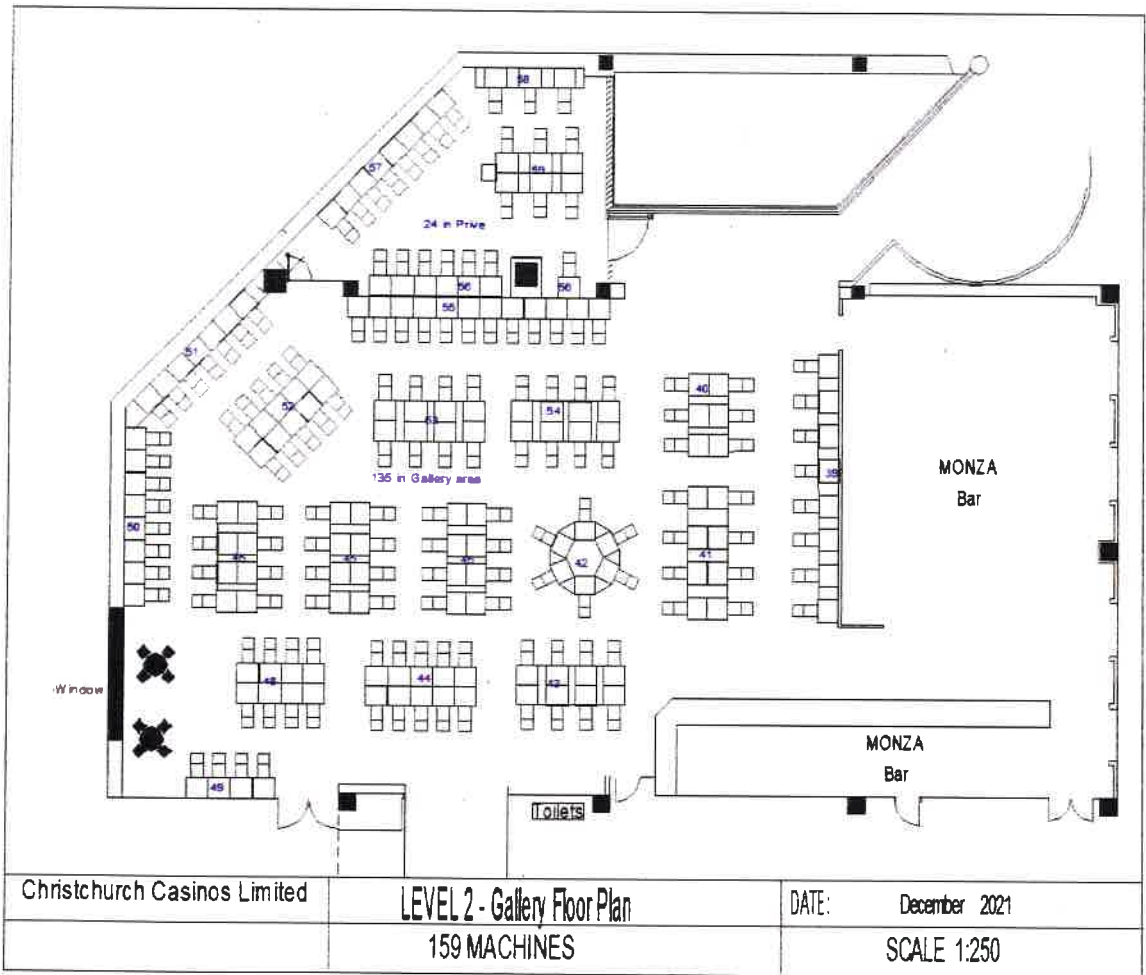 58
57
59
24 in Prive
56
56
55
51
52
53
54
40
39
MONZA
Bar
135 in Gallery area
50
46
45
42
41
Window
48
44
43
49
MONZA
Bar
Toilets
Christchurch Casinos Limited
LEVEL 2 - Gallery Floor Plan
DATE: December 2021
159 MACHINES
SCALE 1:250